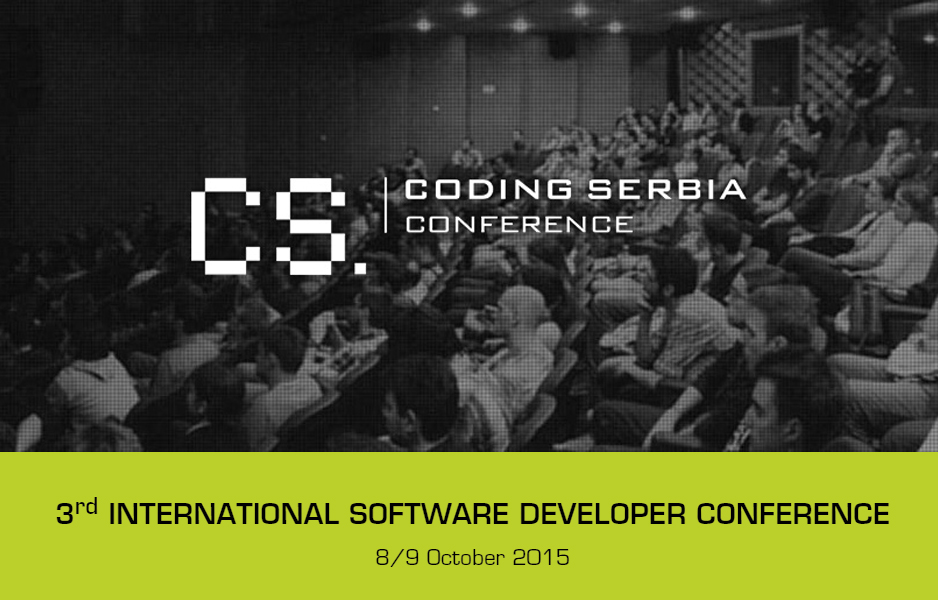 CS.
CODING SERBIA
CONFERENCE
3rd INTERNATIONAL SOFTWARE DEVELOPER CONFERENCE
8/9 October 2015